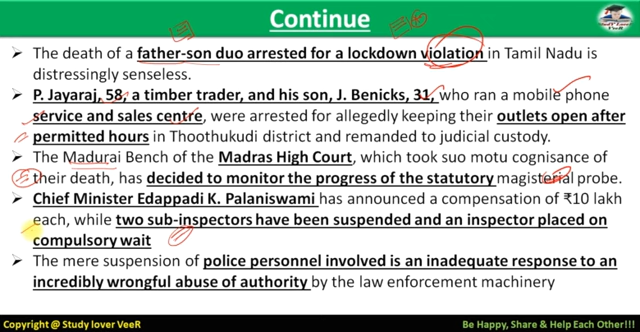 Continue
The death of a father-son duo arrested for a lockdown violation in Tamil Nadu is
distressingly senseless.
P. Jayaraj, 58, a timber trader, and his son, J. Benicks, 31, who ran a mobile phone
service and sales centre, were arrested for allegedly keeping their outlets open after
permitted hours in Thoothukudi district and remanded to judicial custody.
The Madurai Bench of the Madras High Court, which took suo motu cognisance of
their death, has decided to monitor the progress of the statutory magisterial probe.
Chief Minister Edappadi K. Palaniswami has announced a compensation of ₹10 lakh
each, while two sub-inspectors have been suspended and an inspector placed on
compulsory wait
The mere suspension of police personnel involved is an inadequate response to an
incredibly wrongful abuse of authority by the law enforcement machinery
Copyright @ Study lover VeeR
Be Happy, Share & Help Each Other!!!